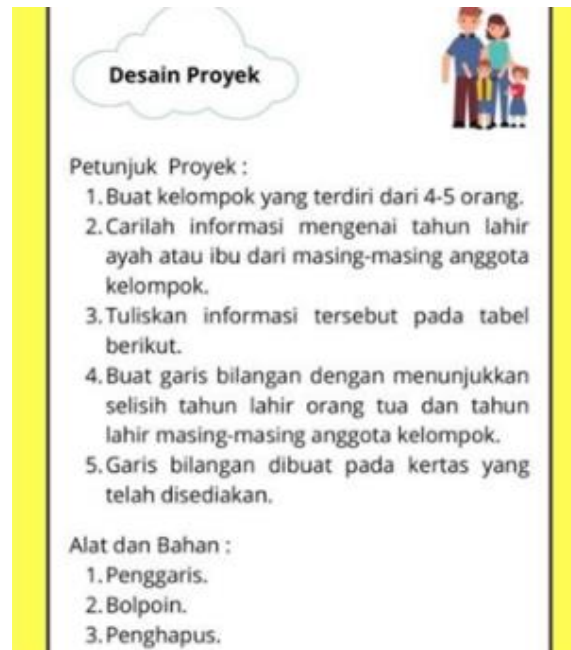 Desain Proyek
Petunjuk Proyek :
1. Buat kelompok yang terdiri dari 4-5 orang.
2. Carilah informasi mengenai tahun lahir
ayah atau ibu dari masing-masing anggota
kelompok.
3. Tuliskan informasi tersebut pada tabel
berikut.
4. Buat garis bilangan dengan menunjukkan
selisih tahun lahir orang tua dan tahun
lahir masing-masing anggota kelompok.
5. Garis bilangan dibuat pada kertas yang
telah disediakan.
Alat dan Bahan :
1. Penggaris.
2. Bolpoin.
3. Penghapus.